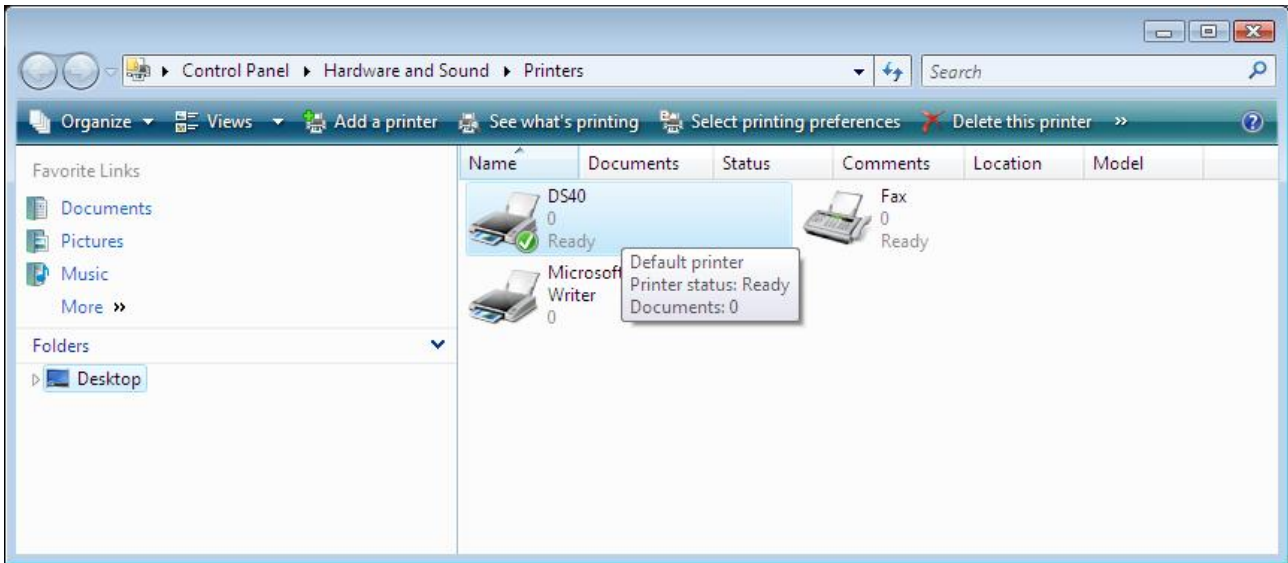 Control Panel Hardware and Sound Printers Search
Organize Views Add a printer See what's printing Select printing preferences Delete this printer »
Favorite Links
Documents
Pictures
Music
More »
Folders
Desktop
Name Documents Status Comments Location Model
DS40
0
Ready
Fax
0
Ready
Microsoft
Writer
0
Default printer
Printer status: Ready
Documents: 0